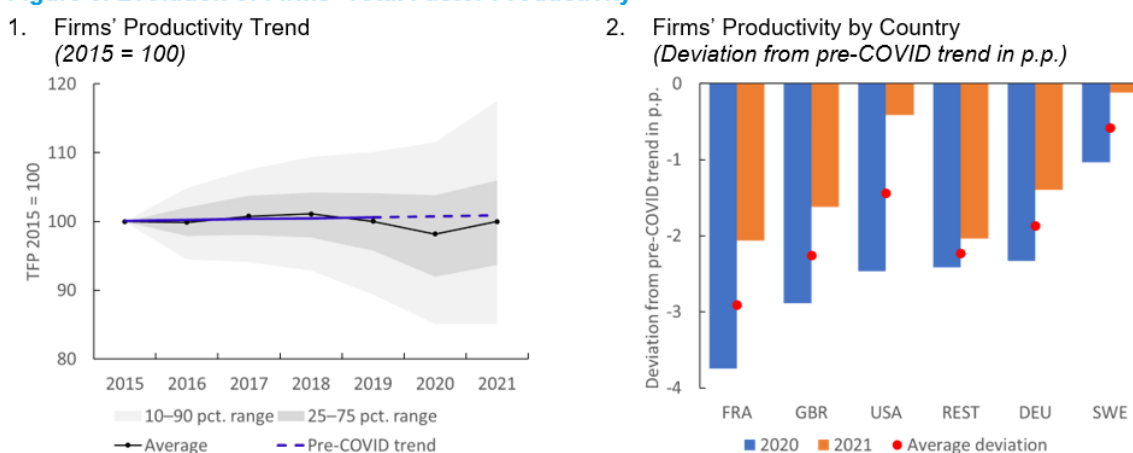 1. Firms' Productivity Trend
(2015 = 100)
TFP 2015 = 100
120
110
100
90
80
2015 2016 2017 2018 2019 2020 2021
10–90 pct. range 25–75 pct. range
Average Pre-COVID trend
2. Firms' Productivity by Country
(Deviation from pre-COVID trend in p.p.)
Deviation from pre-COVID trend in p.p.
0
-1
-2
-3
-4
FRA GBR USA REST DEU SWE
2020 2021 Average deviation